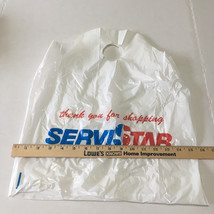 thank you for shopping
SERVISTAR
LOWE'S Home Improvement